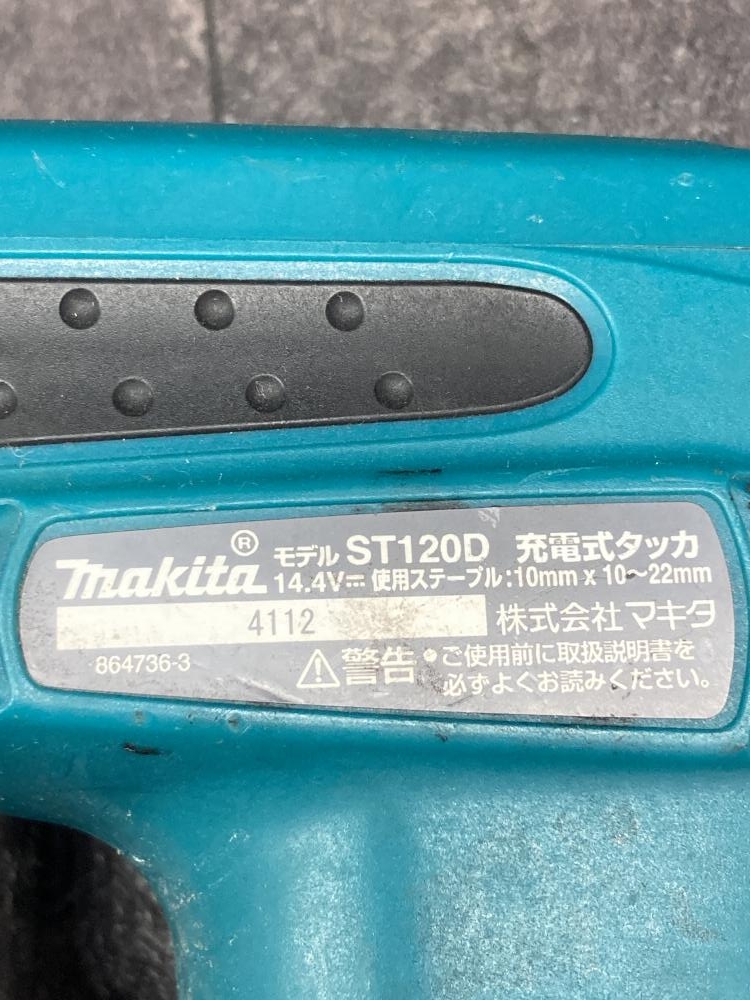 makita® モデル ST120D 充電式タッカ
14.4V⎓ 使用ステープル:10mm x 10～22mm
4112 株式会社 マキタ
864736-3 ⚠警告 •ご使用前に取扱説明書を
必ずよくお読みください。